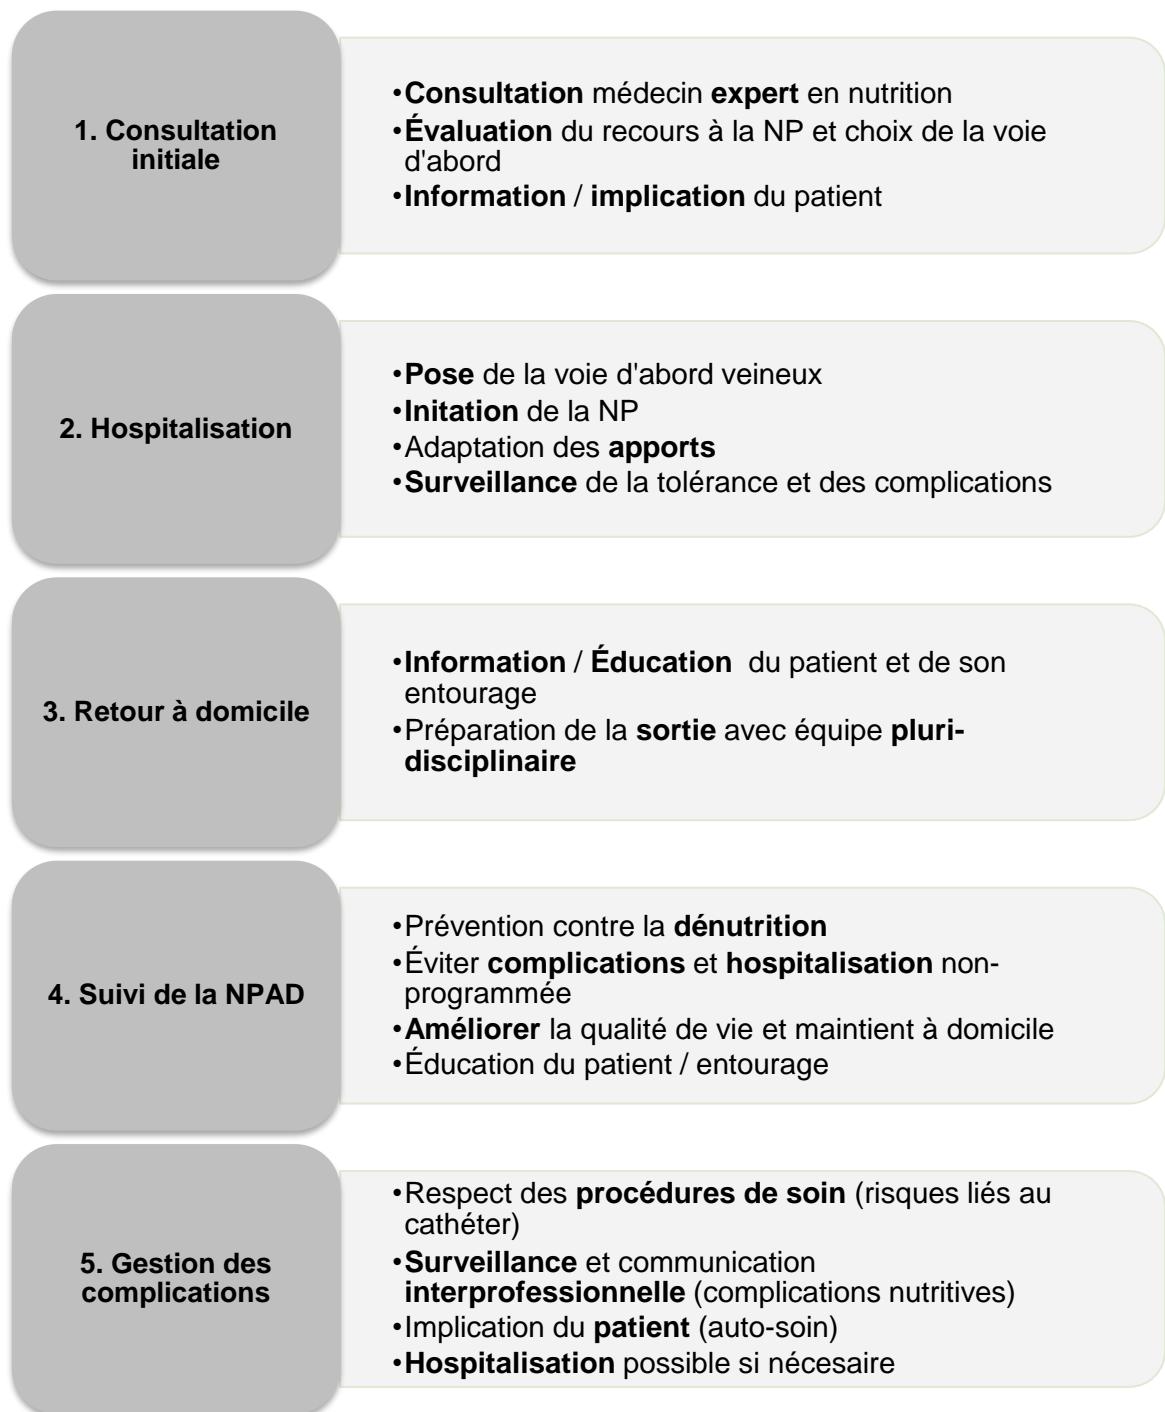 1. Consultation
initiale
•Consultation médecin expert en nutrition
•Évaluation du recours à la NP et choix de la voie
d'abord
•Information / implication du patient
2. Hospitalisation
•Pose de la voie d'abord veineux
•Initation de la NP
•Adaptation des apports
•Surveillance de la tolérance et des complications
3. Retour à domicile
•Information / Éducation  du patient et de son
entourage
•Préparation de la sortie avec équipe pluri-
disciplinaire
4. Suivi de la NPAD
•Prévention contre la dénutrition
•Éviter complications et hospitalisation non-
programmée
•Améliorer la qualité de vie et maintient à domicile
•Éducation du patient / entourage
5. Gestion des
complications
•Respect des procédures de soin (risques liés au
cathéter)
•Surveillance et communication
interprofessionnelle (complications nutritives)
•Implication du patient (auto-soin)
•Hospitalisation possible si nécesaire